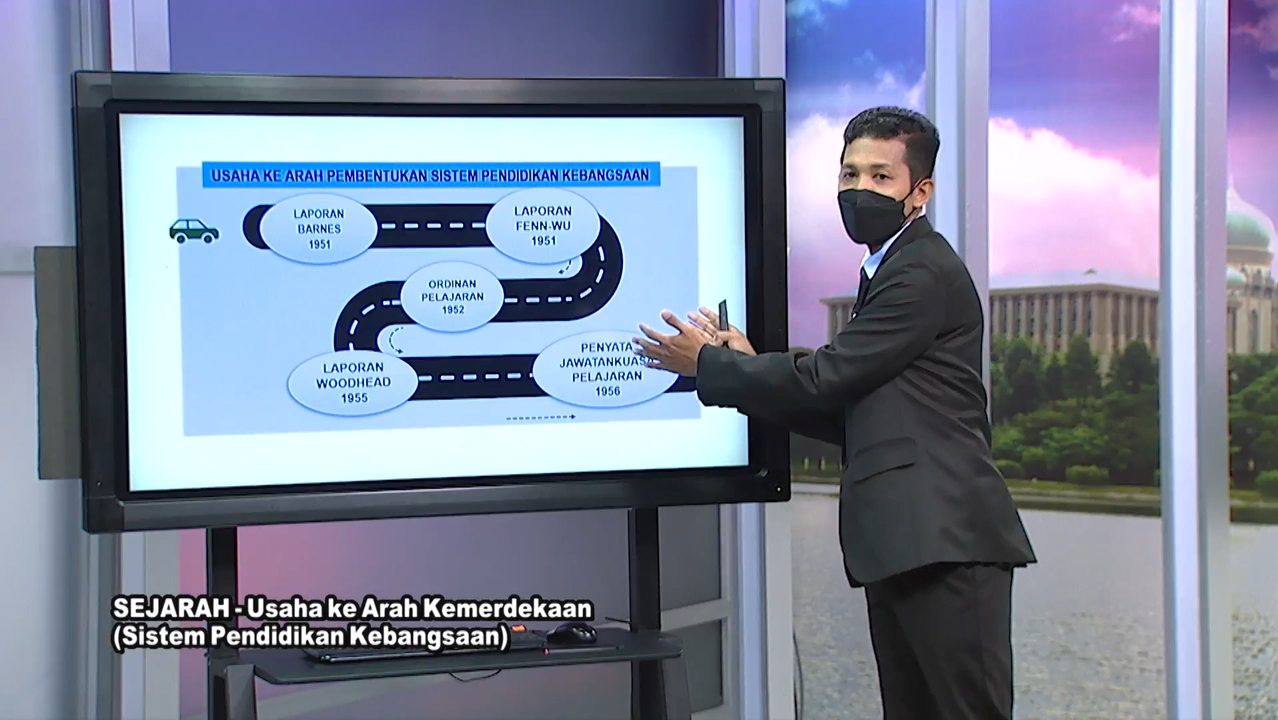 USAHA KE ARAH PEMBENTUKAN SISTEM PENDIDIKAN KEBANGSAAN
LAPORAN
BARNES
1951
LAPORAN
FENN-WU
1951
ORDINAN
PELAJARAN
1952
LAPORAN
WOODHEAD
1955
PENYATA
JAWATANKUASA
PELAJARAN
1956
SEJARAH - Usaha ke Arah Kemerdekaan
(Sistem Pendidikan Kebangsaan)